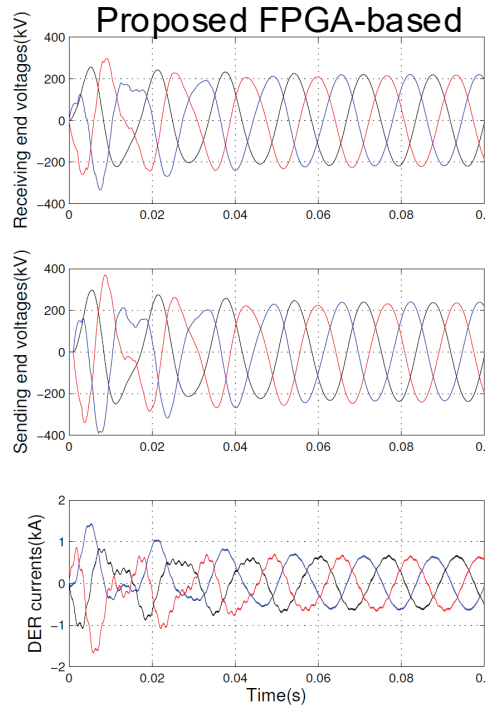 Proposed FPGA-based
Receiving end voltages(kV)
400
200
0
−200
−400
0 0.02 0.04 0.06 0.08 0.
Sending end voltages(kV)
400
200
0
−200
−400
0 0.02 0.04 0.06 0.08 0.
DER currents(kA)
2
1
0
−1
−2
0 0.02 0.04 0.06 0.08 0.
Time(s)